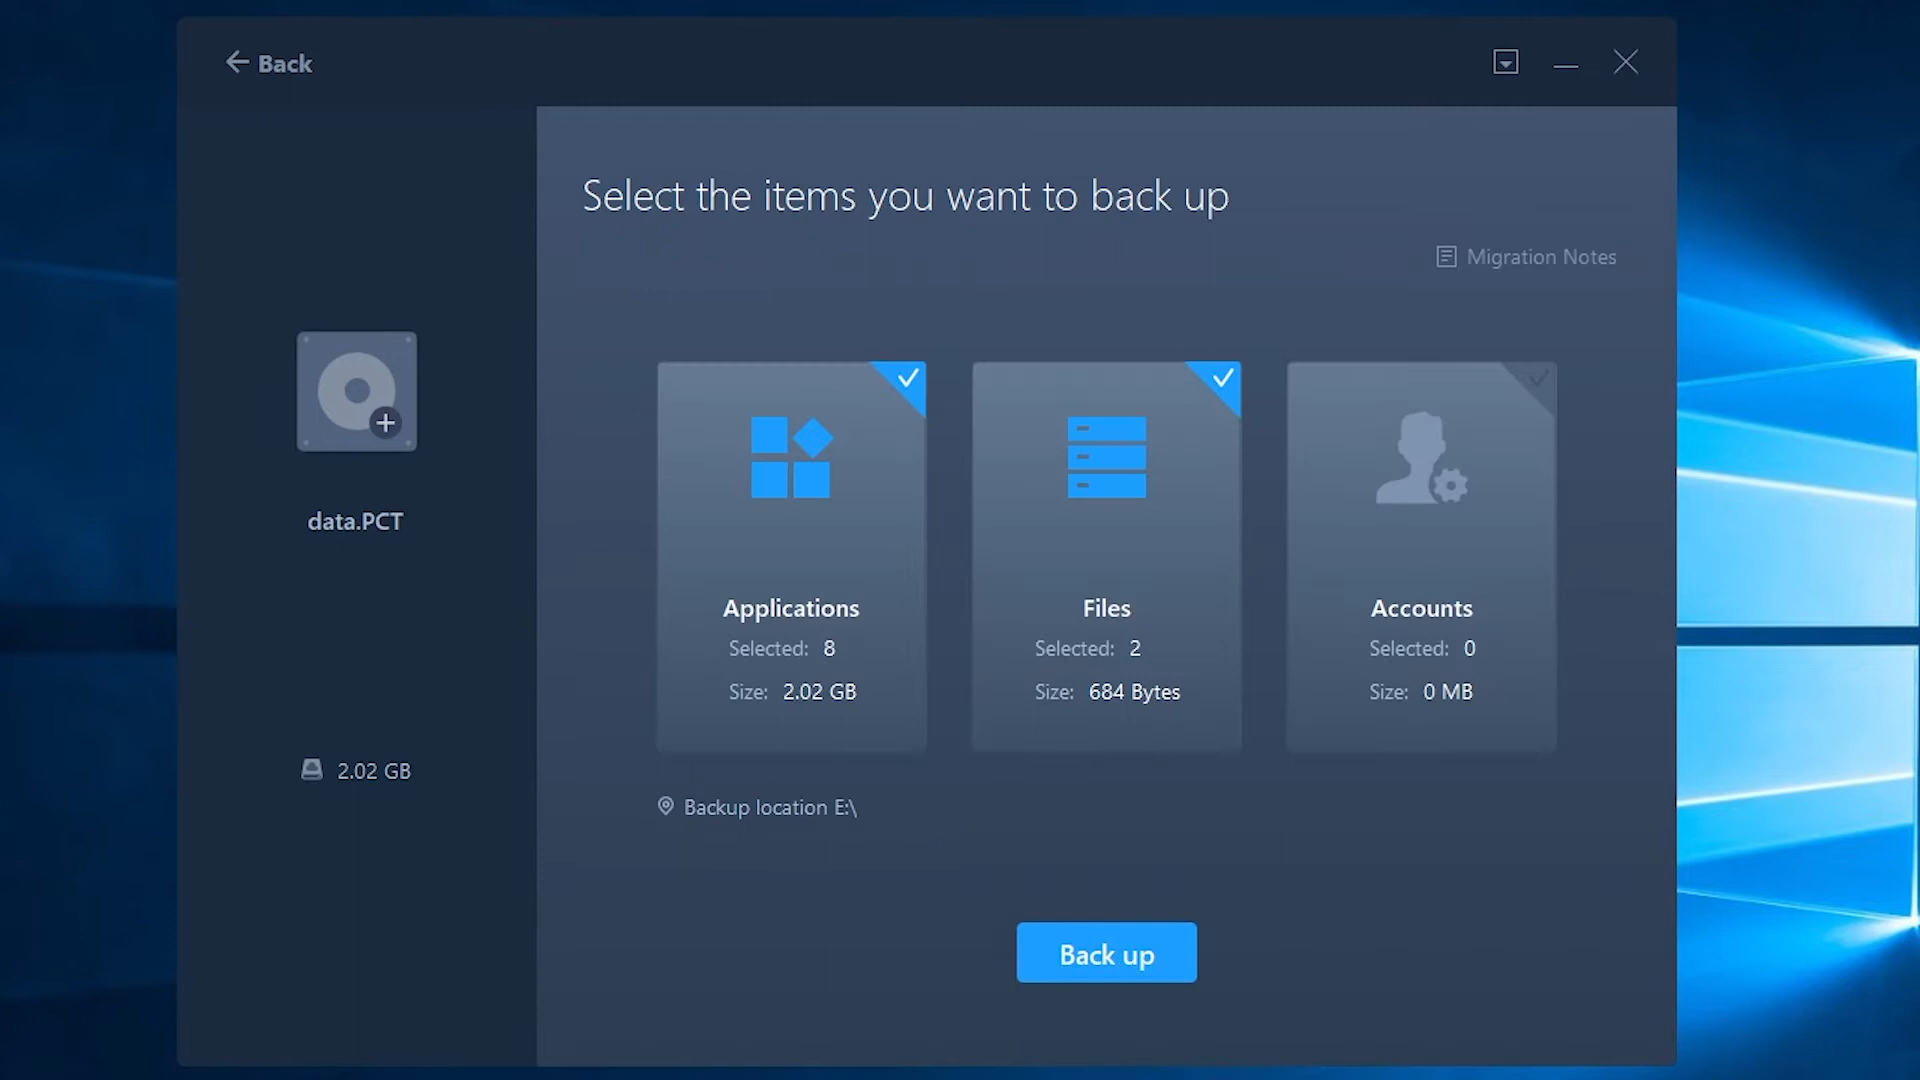 Back
Select the items you want to back up
Migration Notes
data.PCT
2.02 GB
Applications
Selected: 8
Size: 2.02 GB
Files
Selected: 2
Size: 684 Bytes
Accounts
Selected: 0
Size: 0 MB
Backup location E:\
Back up